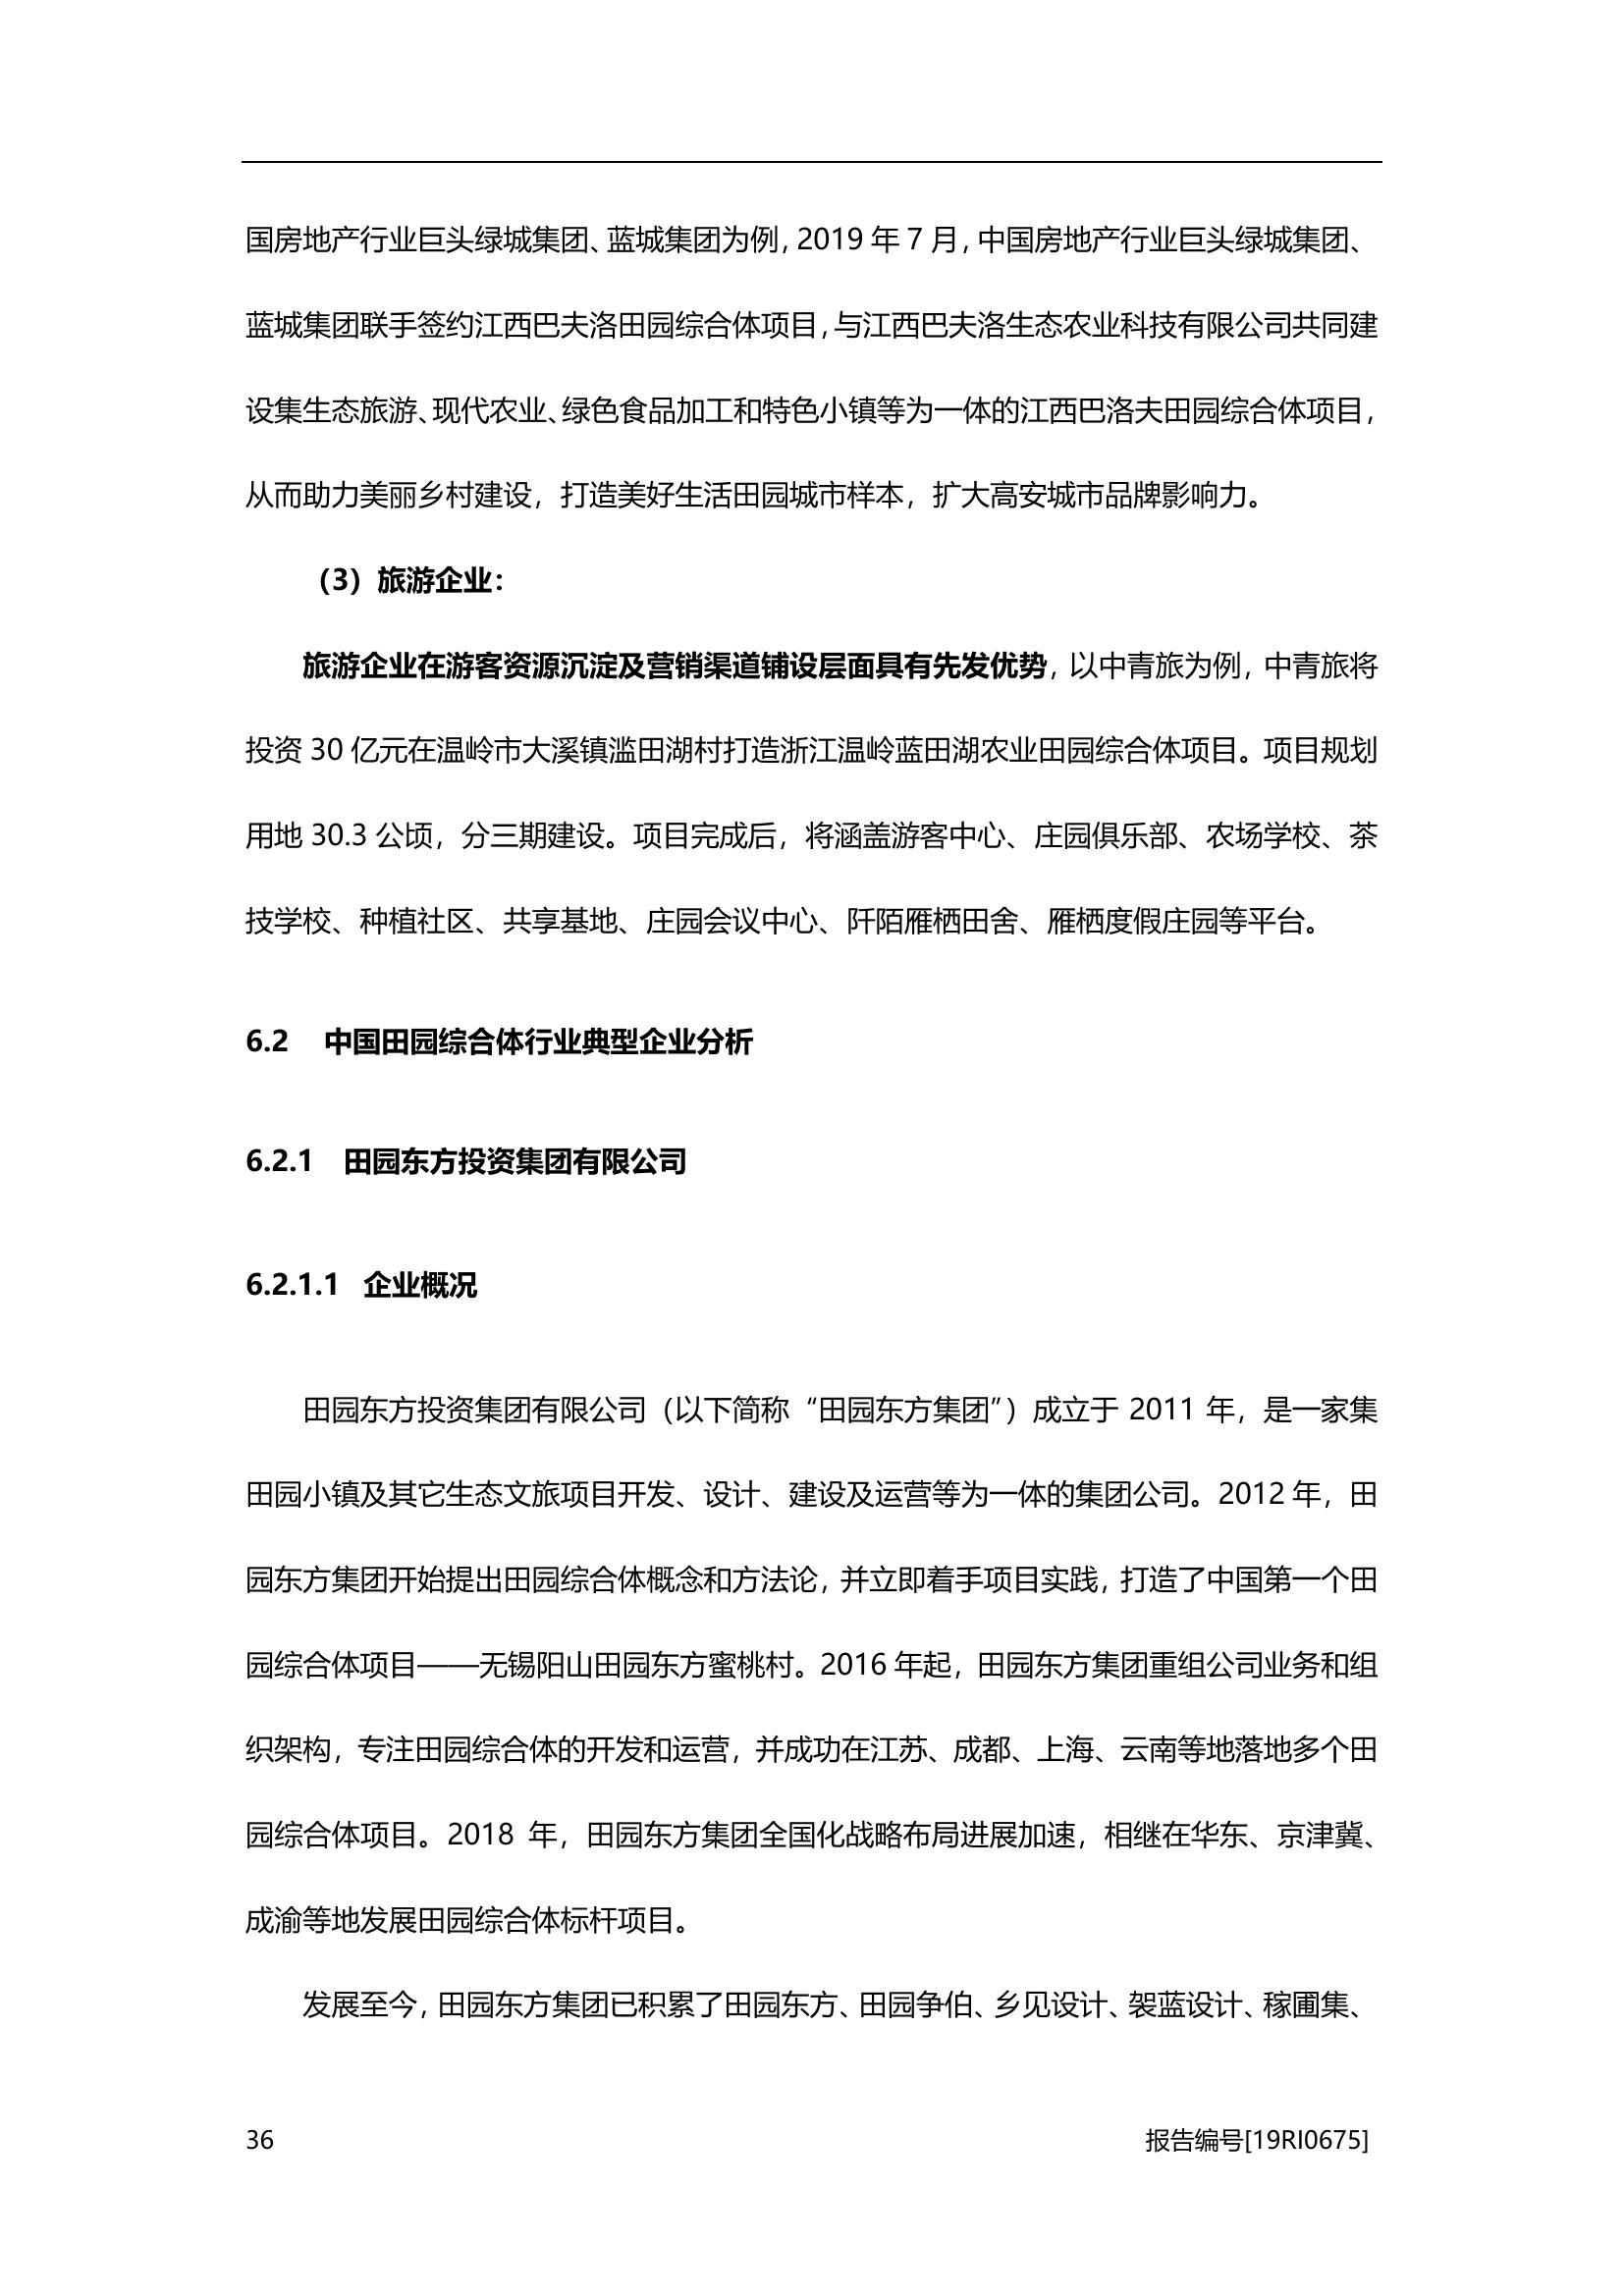 国房地产行业巨头绿城集团、蓝城集团为例，2019 年 7 月，中国房地产行业巨头绿城集团、
蓝城集团联手签约江西巴夫洛田园综合体项目，与江西巴夫洛生态农业科技有限公司共同建
设集生态旅游、现代农业、绿色食品加工和特色小镇等为一体的江西巴洛夫田园综合体项目，
从而助力美丽乡村建设，打造美好生活田园城市样本，扩大高安城市品牌影响力。
（3）旅游企业：
旅游企业在游客资源沉淀及营销渠道铺设层面具有先发优势，以中青旅为例，中青旅将
投资 30 亿元在温岭市大溪镇滥田湖村打造浙江温岭蓝田湖农业田园综合体项目。项目规划
用地 30.3 公顷，分三期建设。项目完成后，将涵盖游客中心、庄园俱乐部、农场学校、茶
技学校、种植社区、共享基地、庄园会议中心、阡陌雁栖田舍、雁栖度假庄园等平台。
6.2 中国田园综合体行业典型企业分析
6.2.1 田园东方投资集团有限公司
6.2.1.1 企业概况
田园东方投资集团有限公司（以下简称“田园东方集团”）成立于 2011 年，是一家集
田园小镇及其它生态文旅项目开发、设计、建设及运营等为一体的集团公司。2012 年，田
园东方集团开始提出田园综合体概念和方法论，并立即着手项目实践，打造了中国第一个田
园综合体项目——无锡阳山田园东方蜜桃村。2016 年起，田园东方集团重组公司业务和组
织架构，专注田园综合体的开发和运营，并成功在江苏、成都、上海、云南等地落地多个田
园综合体项目。2018 年，田园东方集团全国化战略布局进展加速，相继在华东、京津冀、
成渝等地发展田园综合体标杆项目。
发展至今，田园东方集团已积累了田园东方、田园争伯、乡见设计、袈蓝设计、稼圃集、
36 报告编号[19RI0675]